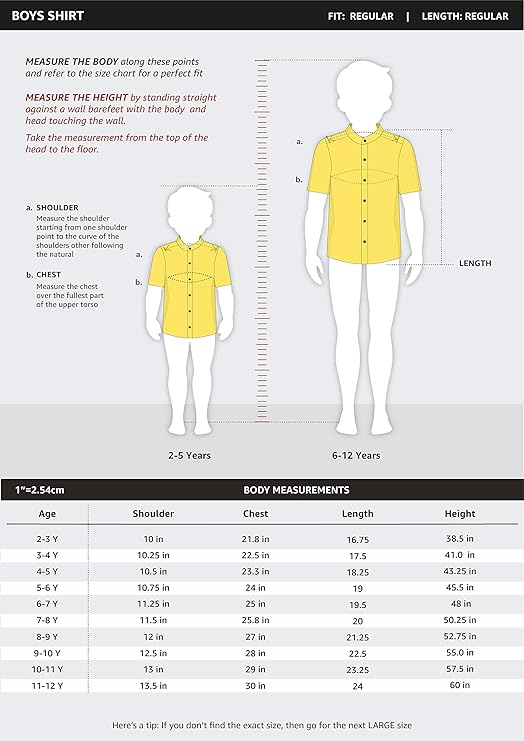 BOYS SHIRT
FIT: REGULAR | LENGTH: REGULAR
MEASURE THE BODY along these points
and refer to the size chart for a perfect fit
MEASURE THE HEIGHT by standing straight
against a wall barefeet with the body and
head touching the wall.
Take the measurement from the top of the
head to the floor.
a. SHOULDER
Measure the shoulder
starting from one shoulder
point to the curve of the
shoulders other following
the natural
b. CHEST
Measure the chest
over the fullest part
of the upper torso
a.
b.
a.
b.
LENGTH
2-5 Years
6-12 Years
1"=2.54cm BODY MEASUREMENTS
Age Shoulder Chest Length Height
2-3 Y 10 in 21.8 in 16.75 38.5 in
3-4 Y 10.25 in 22.5 in 17.5 41.0 in
4-5 Y 10.5 in 23.3 in 18.25 43.25 in
5-6 Y 10.75 in 24 in 19 45.5 in
6-7 Y 11.25 in 25 in 19.5 48 in
7-8 Y 11.5 in 25.8 in 20 50.25 in
8-9 Y 12 in 27 in 21.25 52.75 in
9-10 Y 12.5 in 28 in 22.5 55.0 in
10-11 Y 13 in 29 in 23.25 57.5 in
11-12 Y 13.5 in 30 in 24 60 in
Here's a tip: If you don't find the exact size, then go for the next LARGE size